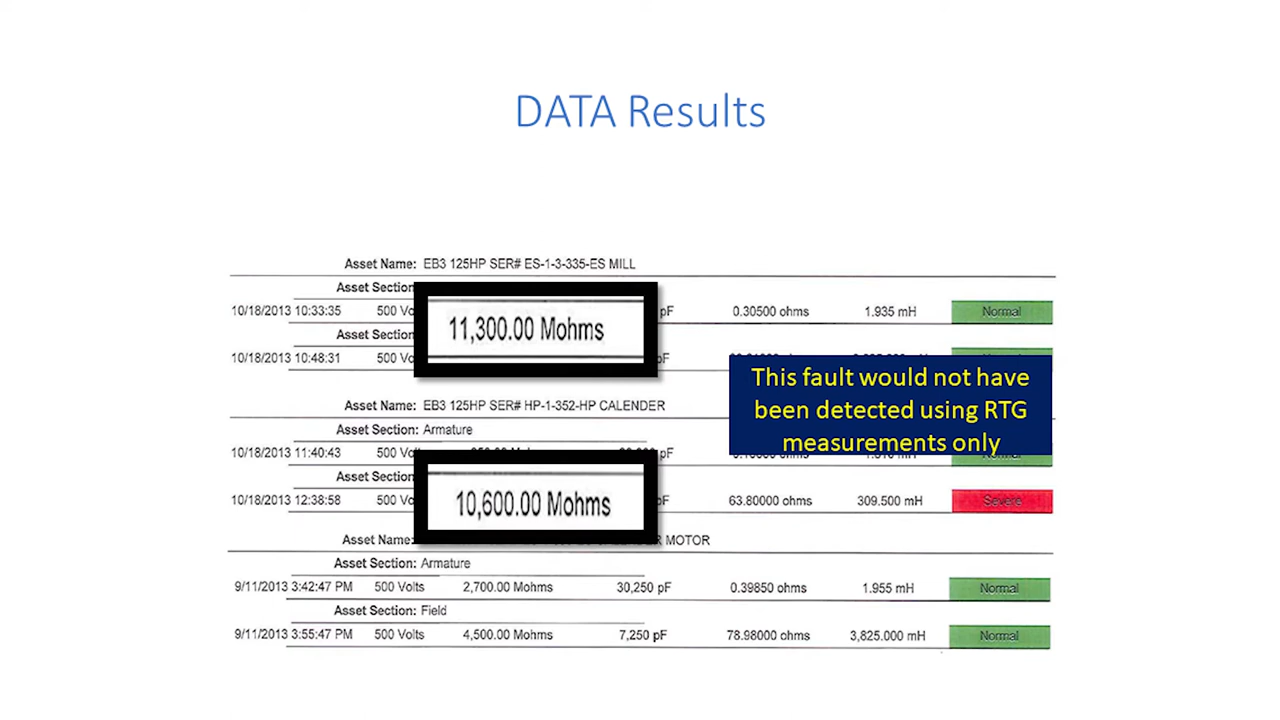 DATA Results
Asset Name: EB3 125HP SER# ES-1-3-335-ES MILL
Asset Section
10/18/2013 10:33:35 500 Vo pF 0.30500 ohms 1.935 mH Normal
11,300.00 Mohms
Asset Section
10/18/2013 10:48:31 500 Vo pF
This fault would not have
been detected using RTG
measurements only
Asset Name: EB3 125HP SER# HP-1-352-HP CALENDER
Asset Section: Armature
10/18/2013 11:40:43 500 Vo
Asset Section
10/18/2013 12:38:58 500 Vo pF 63.80000 ohms 309.500 mH Severe
10,600.00 Mohms
Asset Name: MOTOR
Asset Section: Armature
9/11/2013 3:42:47 PM 500 Volts 2,700.00 Mohms 30,250 pF 0.39850 ohms 1.955 mH Normal
Asset Section: Field
9/11/2013 3:55:47 PM 500 Volts 4,500.00 Mohms 7,250 pF 78.98000 ohms 3,825.000 mH Normal